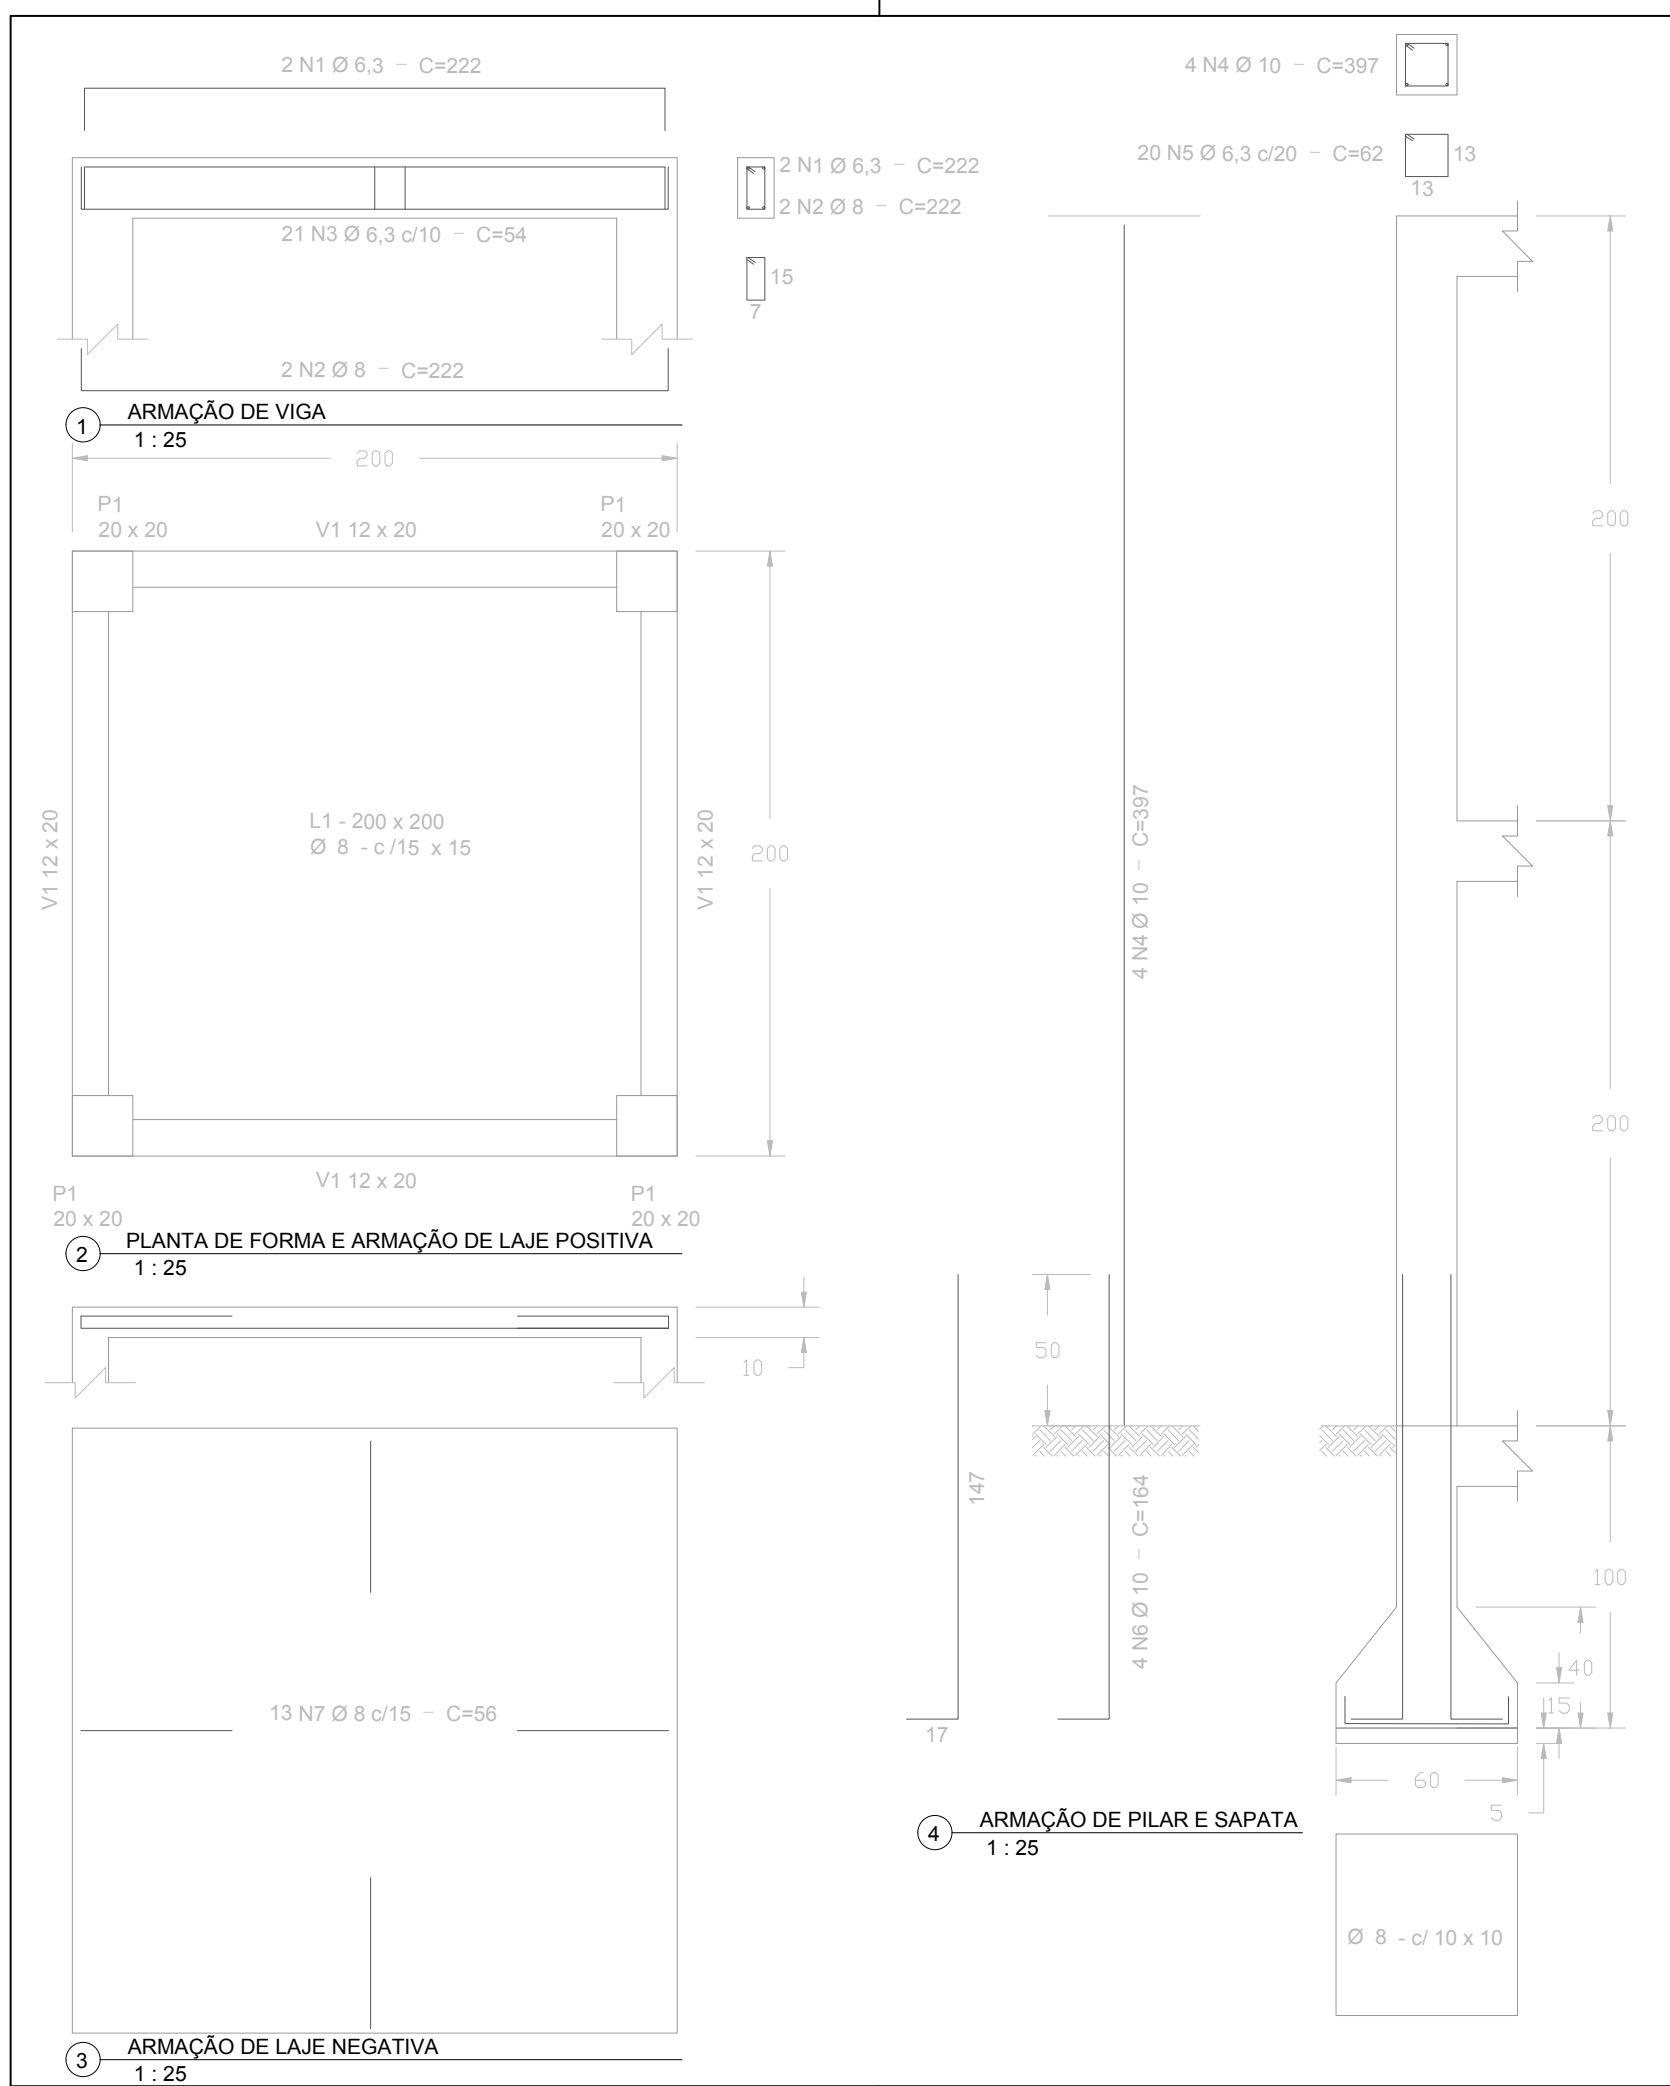 2 N1 Ø 6,3 – C=222
21 N3 Ø 6,3 c/10 – C=54
2 N2 Ø 8 – C=222
2 N1 Ø 6,3 – C=222
2 N2 Ø 8 – C=222
15
7
1
ARMAÇÃO DE VIGA
1 : 25
200
P1
20 x 20
V1 12 x 20
P1
20 x 20
V1 12 x 20
L1 - 200 x 200
Ø 8 - c /15 x 15
V1 12 x 20
200
V1 12 x 20
P1
20 x 20
P1
20 x 20
2
PLANTA DE FORMA E ARMAÇÃO DE LAJE POSITIVA
1 : 25
10
13 N7 Ø 8 c/15 – C=56
3
ARMAÇÃO DE LAJE NEGATIVA
1 : 25
4 N4 Ø 10 – C=397
20 N5 Ø 6,3 c/20 – C=62
13
13
200
4 N4 Ø 10 – C=397
200
50
147
4 N6 Ø 10 – C=164
17
100
40
15
60
5
4
ARMAÇÃO DE PILAR E SAPATA
1 : 25
Ø 8 - c/ 10 x 10